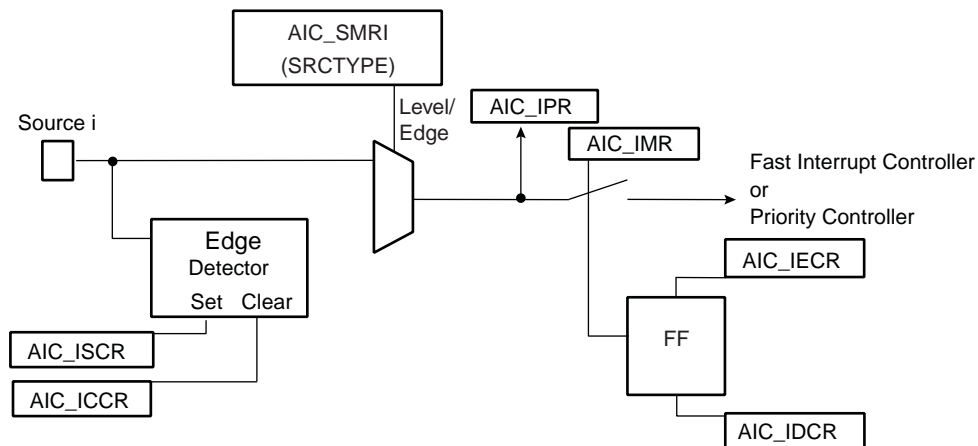 AIC_SMRI
(SRCTYPE)
Level/
Edge
AIC_IPR
Source i
AIC_IMR
Fast Interrupt Controller
or
Priority Controller
Edge
Detector
Set Clear
AIC_IECR
FF
AIC_ISCR
AIC_ICCR
AIC_IDCR